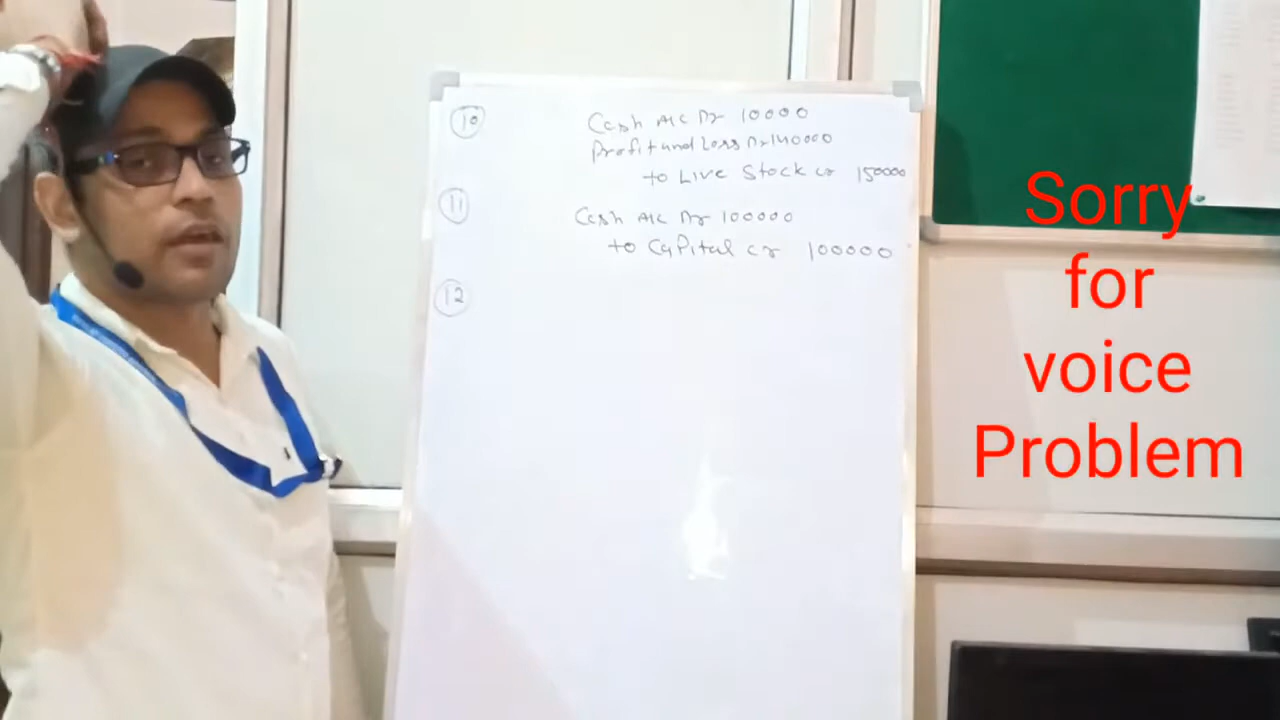 10
Cash A/C Dr 10000
Profit and Loss Dr 140000
to Live Stock cr 150000
11
Cash A/C Dr 100000
to Capital cr 100000
12
Sorry
for
voice
Problem